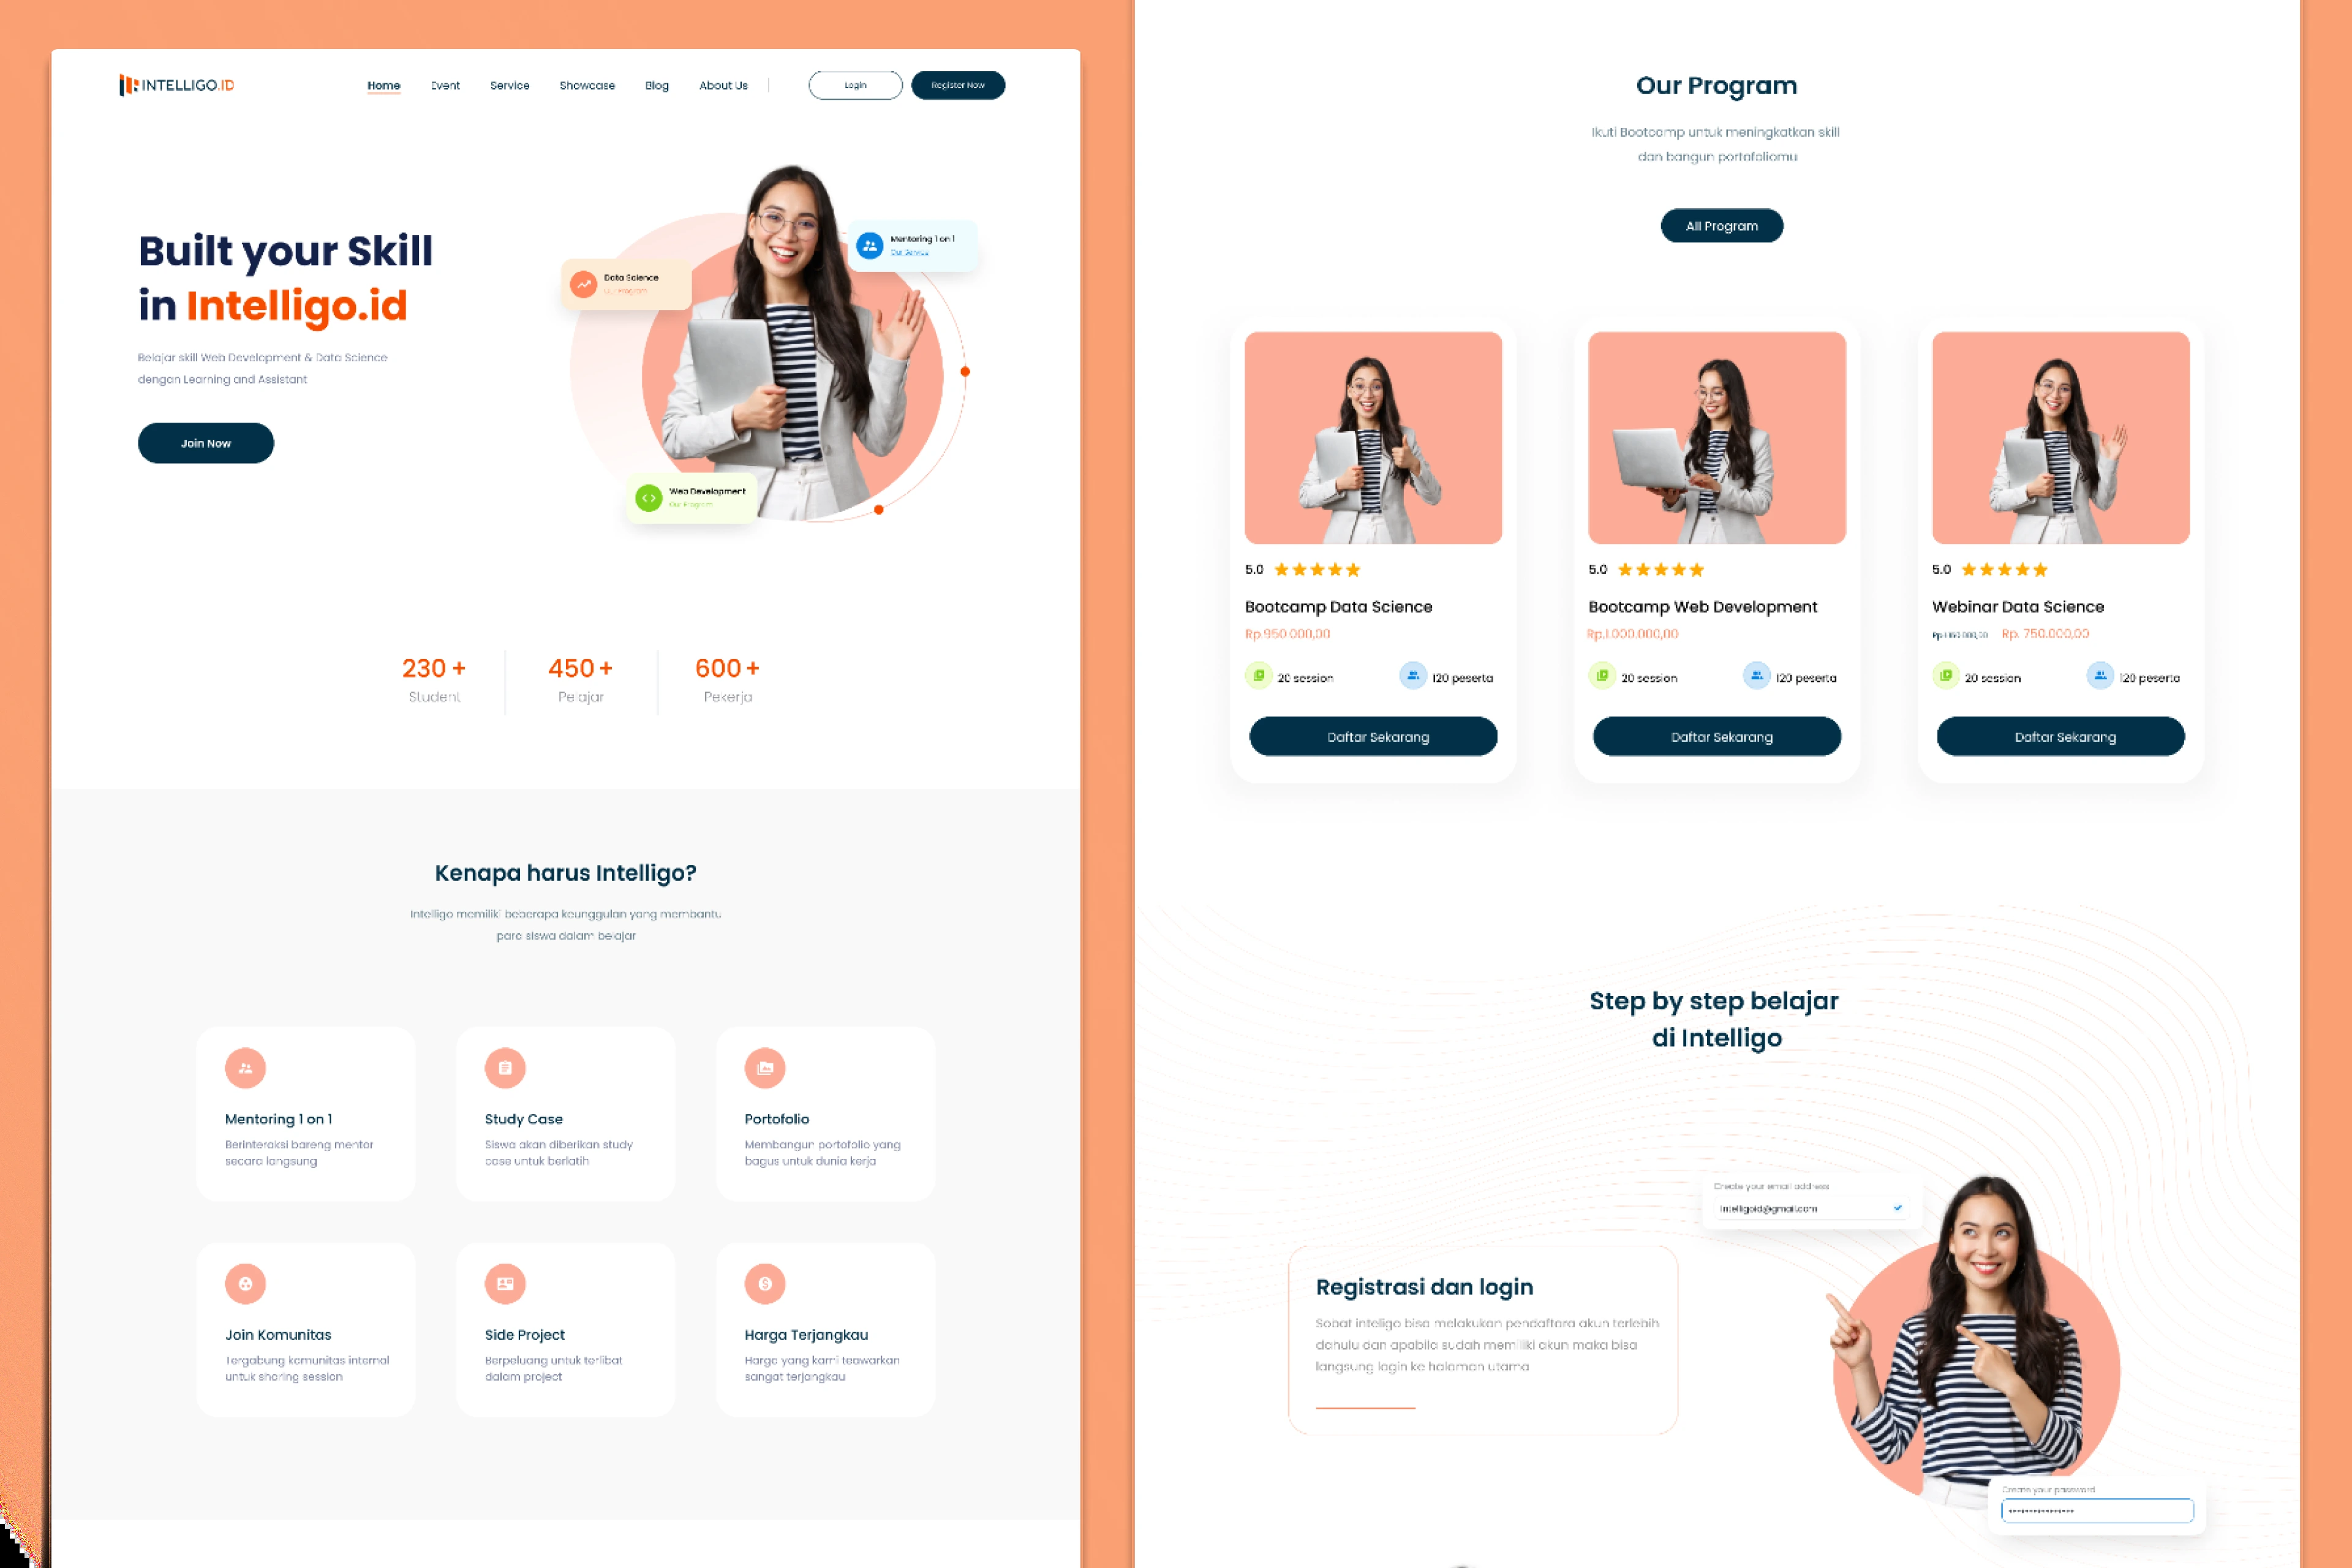 INTELLIGO.ID
Home Event Service Showcase Blog About Us
Login
Register Now
Built your Skill
in Intelligo.id
Belajar skill Web Development & Data Science
dengan Learning and Assistant
Join Now
Mentoring 1 on 1
Our Service
Data Science
Our Program
Web Development
Our Program
230 +
Student
450 +
Pelajar
600 +
Pekerja
Kenapa harus Intelligo?
Intelligo memiliki beberapa keunggulan yang membantu
para siswa dalam belajar
Mentoring 1 on 1
Berinteraksi bareng mentor
secara langsung
Study Case
Siswa akan diberikan study
case untuk berlatih
Portofolio
Membangun portofolio yang
bagus untuk dunia kerja
Join Komunitas
Tergabung komunitas internal
untuk sharing session
Side Project
Berpeluang untuk terlibat
dalam project
Harga Terjangkau
Harga yang kami teawarkan
sangat terjangkau
Our Program
Ikuti Bootcamp untuk meningkatkan skill
dan bangun portofoliomu
All Program
5.0
Bootcamp Data Science
Rp.950.000,00
20 session
120 peserta
Daftar Sekarang
5.0
Bootcamp Web Development
Rp.1.000.000,00
20 session
120 peserta
Daftar Sekarang
5.0
Webinar Data Science
Rp. 750.000,00
20 session
120 peserta
Daftar Sekarang
Step by step belajar
di Intelligo
Create your email address
intelligoid@gmail.com
Registrasi dan login
Sobat inteligo bisa melakukan pendaftara akun terlebih
dahulu dan apabila sudah memiliki akun maka bisa
langsung login ke halaman utama
Create your password